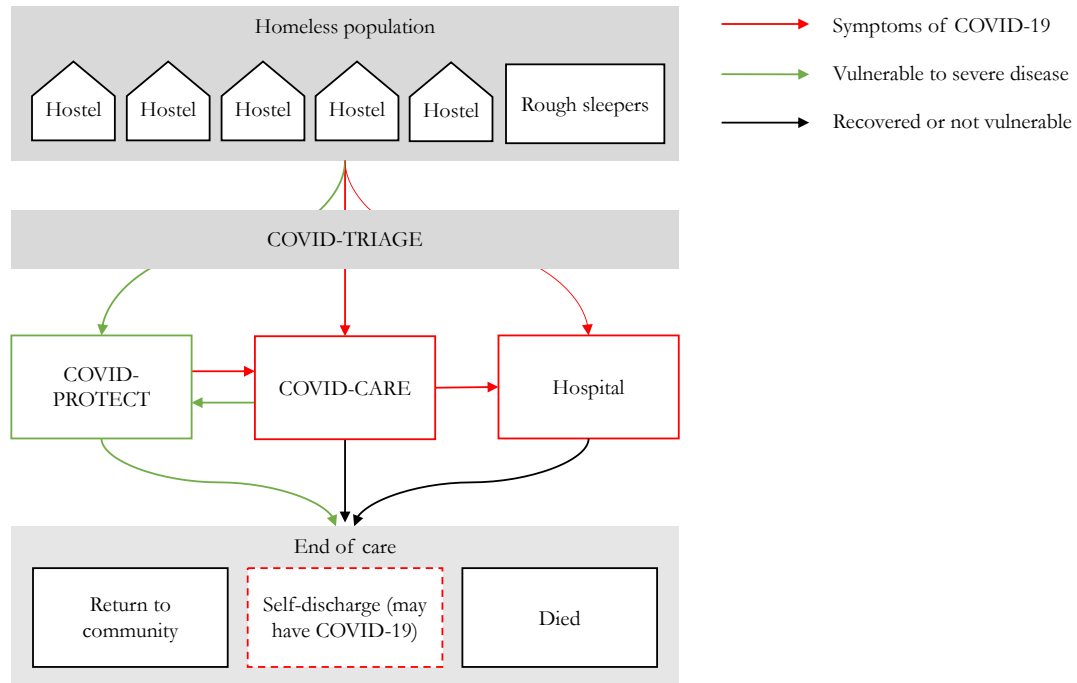 Homeless population
Hostel
Hostel
Hostel
Hostel
Hostel
Rough sleepers
Symptoms of COVID-19
Vulnerable to severe disease
Recovered or not vulnerable
COVID-TRIAGE
COVID-
PROTECT
COVID-CARE
Hospital
End of care
Return to
community
Self-discharge (may
have COVID-19)
Died